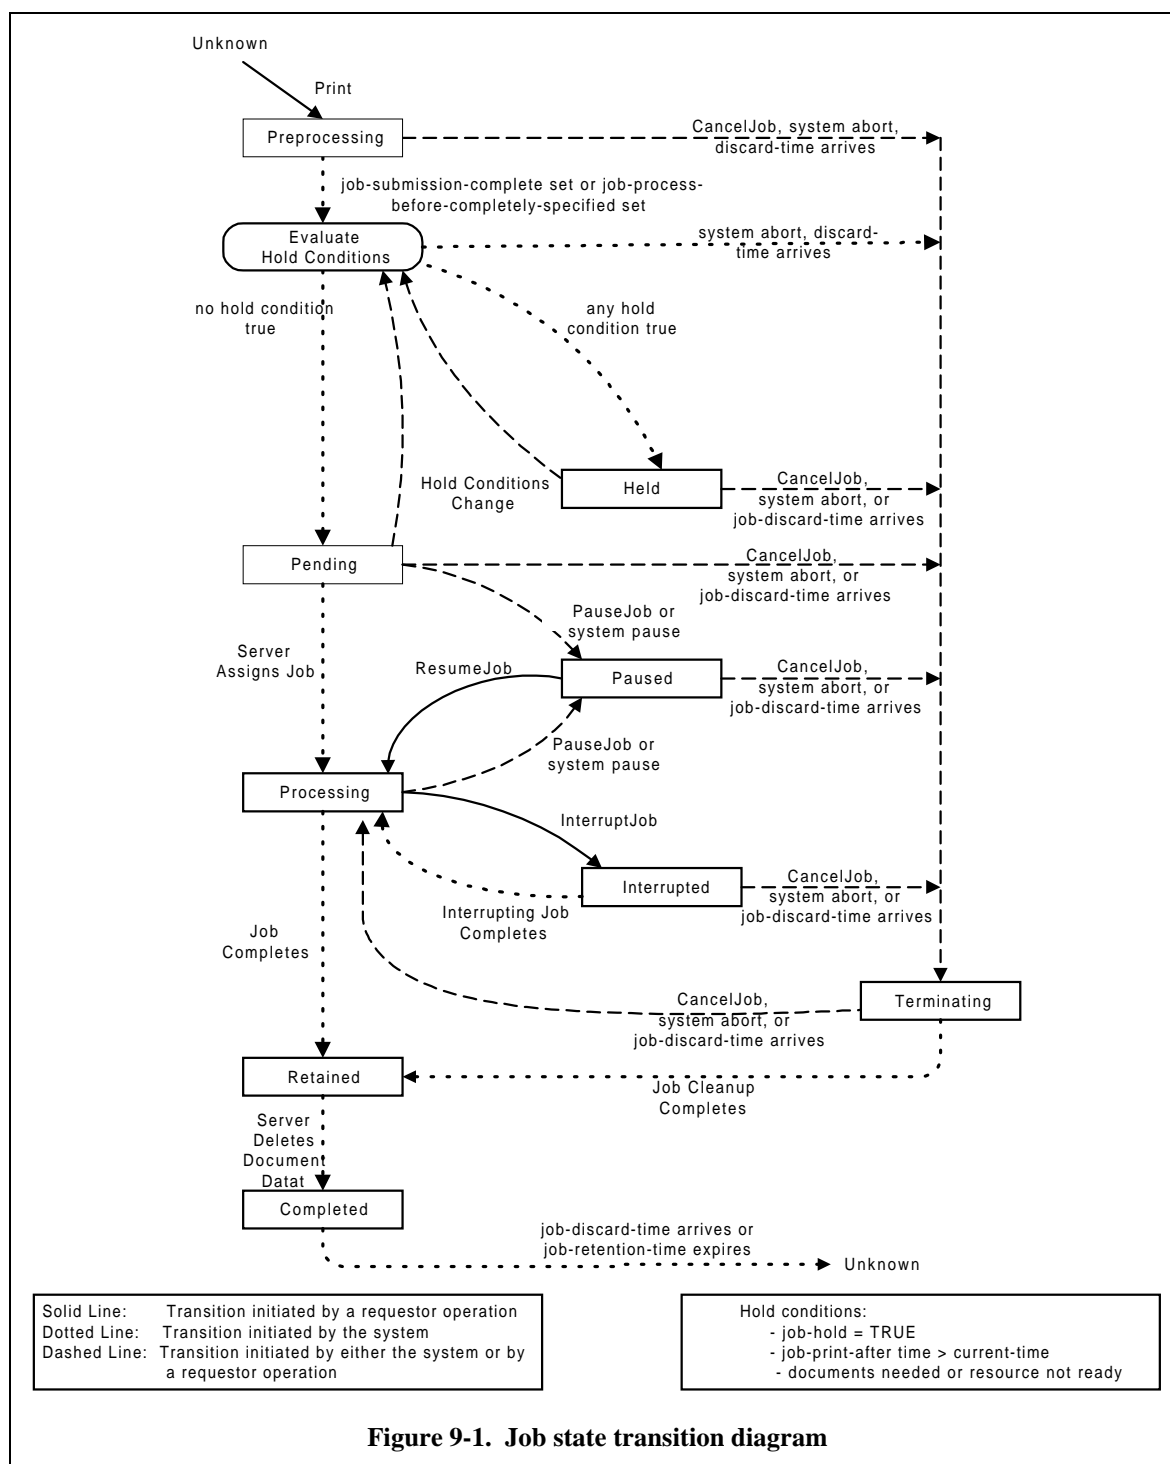 Unknown
Print
Preprocessing
CancelJob, system abort,
discard-time arrives
job-submission-complete set or job-process-
before-completely-specified set
Evaluate
Hold Conditions
system abort, discard-
time arrives
no hold condition
true
any hold
condition true
Hold Conditions
Change
Held
CancelJob,
system abort, or
job-discard-time arrives
Pending
CancelJob,
system abort, or
job-discard-time arrives
PauseJob or
system pause
Server
Assigns Job
ResumeJob
Paused
CancelJob,
system abort, or
job-discard-time arrives
PauseJob or
system pause
Processing
InterruptJob
Interrupted
CancelJob,
system abort, or
job-discard-time arrives
Interrupting Job
Completes
Job
Completes
CancelJob,
system abort, or
job-discard-time arrives
Terminating
Retained
Job Cleanup
Completes
Server
Deletes
Document
Datat
Completed
job-discard-time arrives or
job-retention-time expires
Unknown
Solid Line: Transition initiated by a requestor operation
Dotted Line: Transition initiated by the system
Dashed Line: Transition initiated by either the system or by
a requestor operation
Hold conditions:
- job-hold = TRUE
- job-print-after time > current-time
- documents needed or resource not ready
Figure 9-1. Job state transition diagram